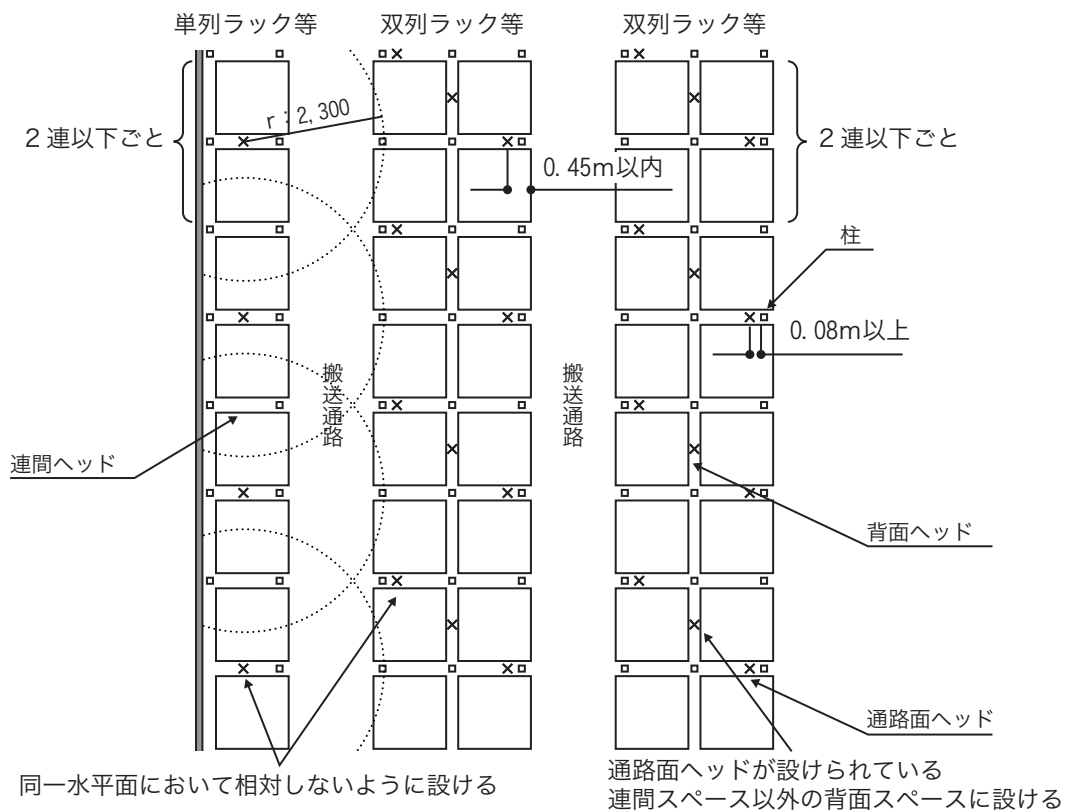 単列ラック等
双列ラック等
双列ラック等
r：2,300
2連以下ごと
2連以下ごと
0.45m以内
柱
0.08m以上
搬送通路
搬送通路
連間ヘッド
背面ヘッド
通路面ヘッド
同一水平面において相対しないように設ける
通路面ヘッドが設けられている
連間スペース以外の背面スペースに設ける